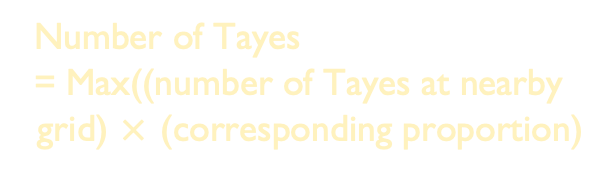 Number of Tayes
= Max((number of Tayes at nearby
grid) × (corresponding proportion)